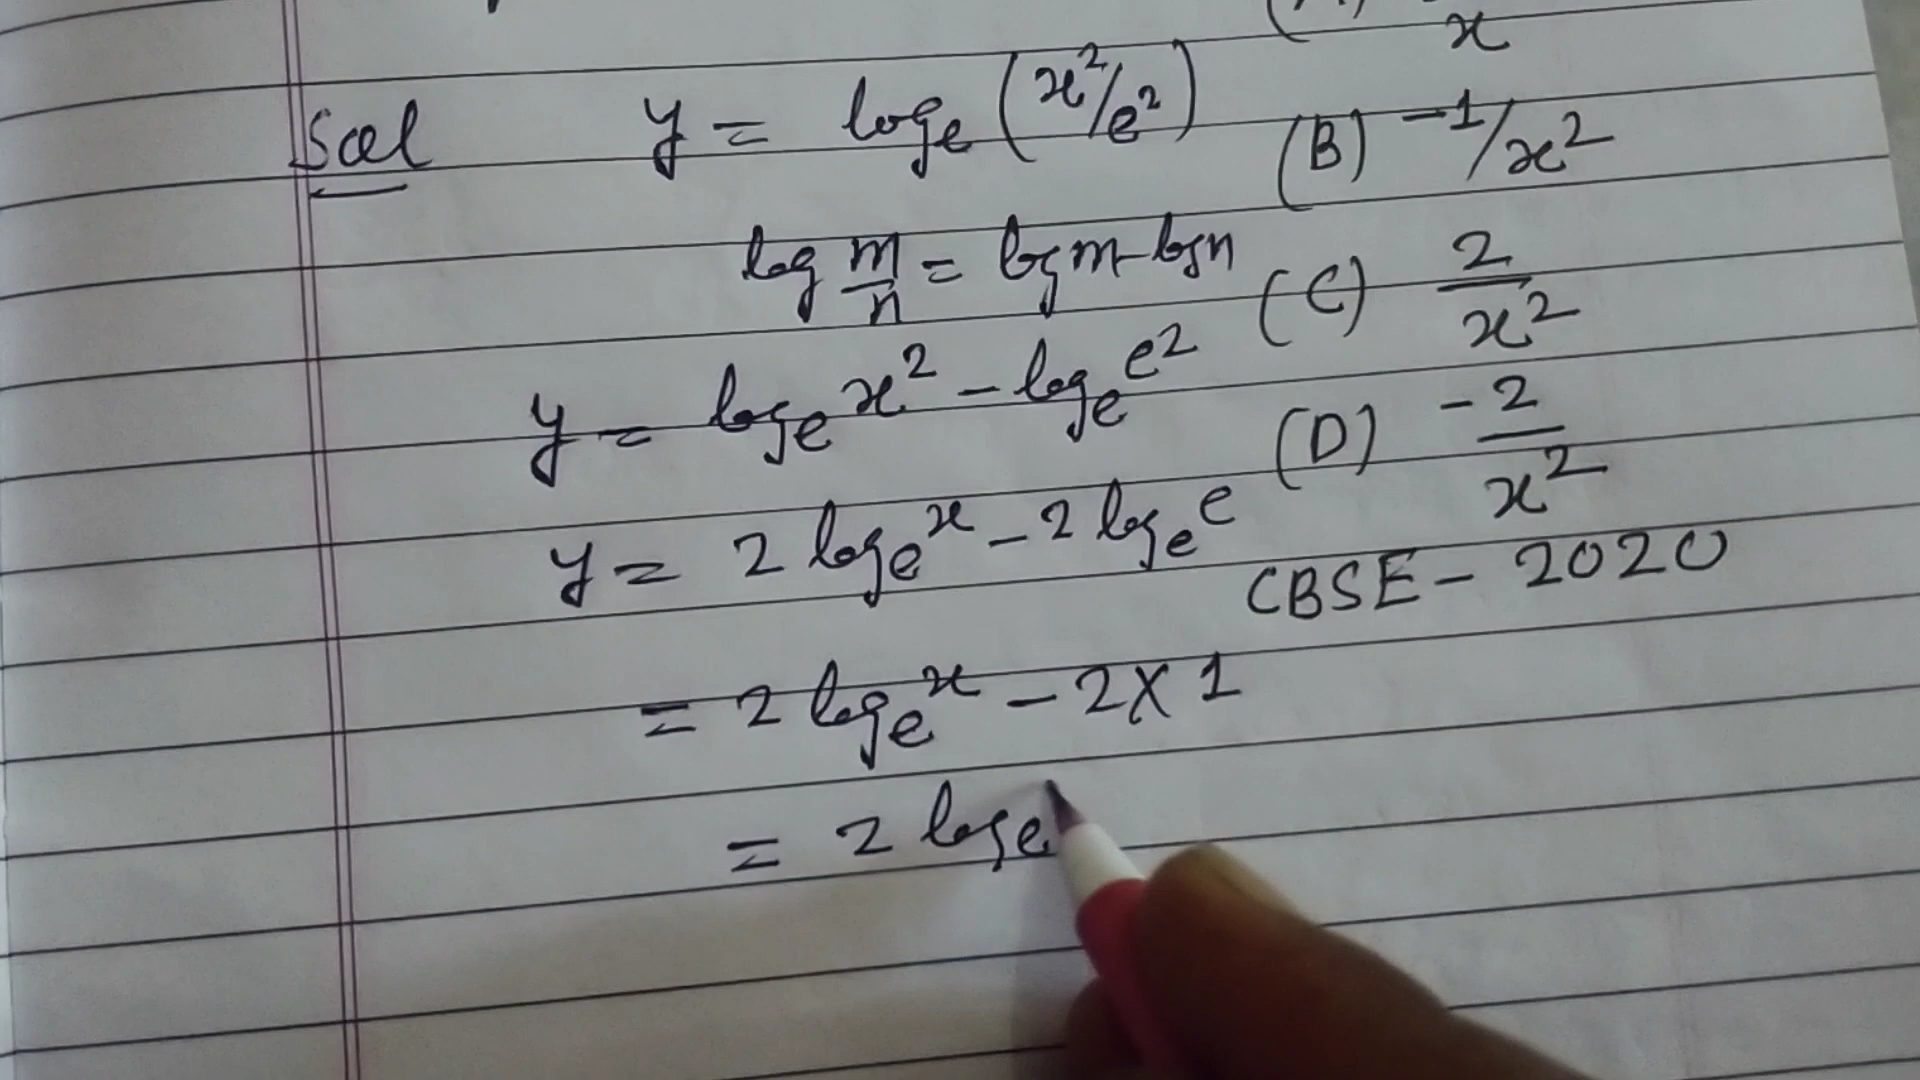 x
Sol y = logₑ (x²/e²)
(B) -1/x²
log m/n = log m - log n
(C) 2/x²
y = logₑ x² - logₑ e²
(D) -2/x²
y = 2 logₑ x - 2 logₑ e
CBSE - 2020
= 2 logₑ x - 2 X 1
= 2 logₑ